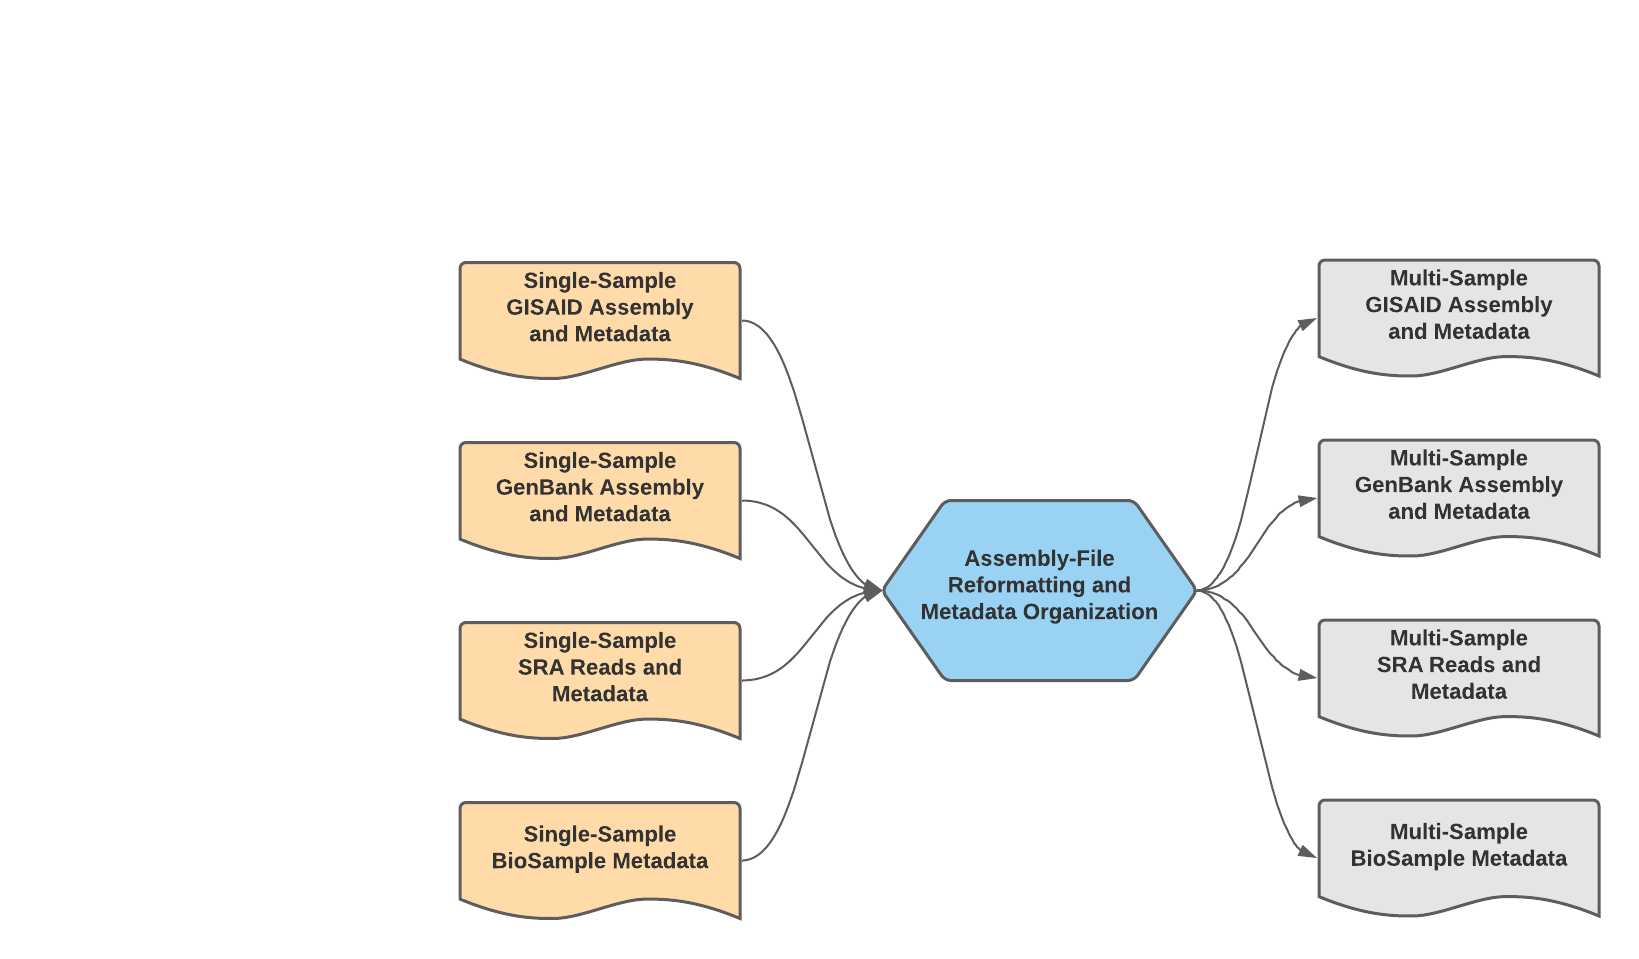 Single-Sample
GISAID Assembly
and Metadata
Single-Sample
GenBank Assembly
and Metadata
Single-Sample
SRA Reads and
Metadata
Single-Sample
BioSample Metadata
Assembly-File
Reformatting and
Metadata Organization
Multi-Sample
GISAID Assembly
and Metadata
Multi-Sample
GenBank Assembly
and Metadata
Multi-Sample
SRA Reads and
Metadata
Multi-Sample
BioSample Metadata